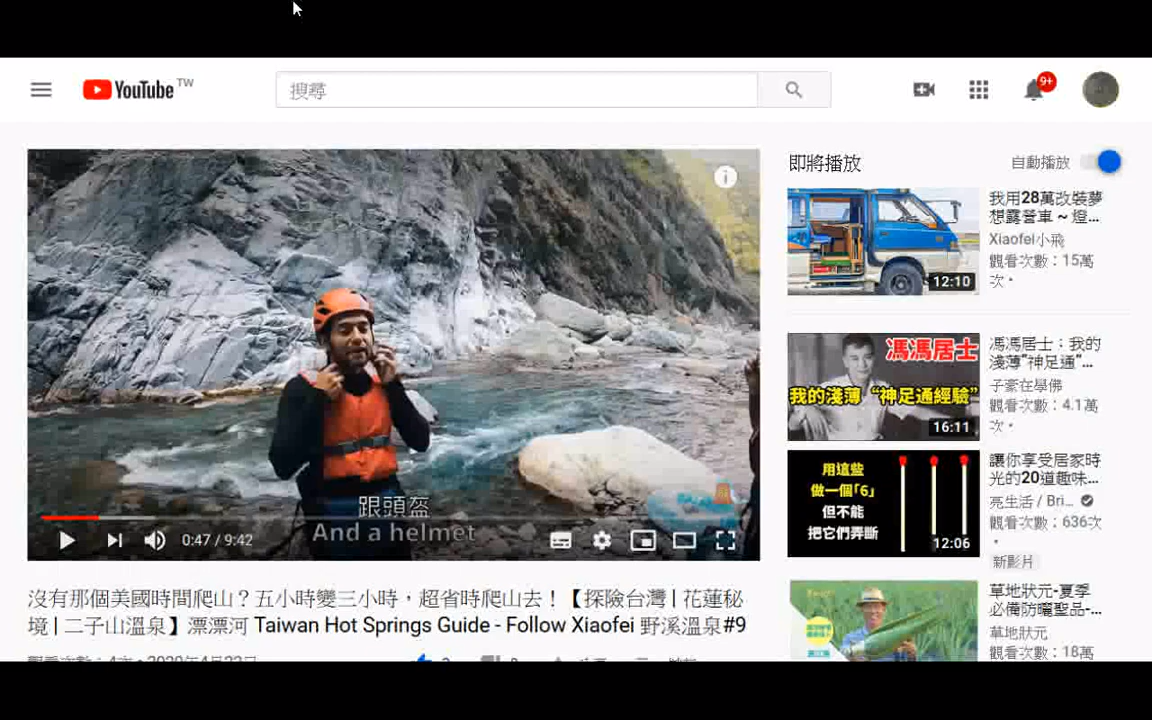 YouTube TW
搜尋
9+
即將播放
自動播放
我用28萬改裝夢
想露營車 ~ 燈...
Xiaofei小飛
觀看次數：15萬
次・
12:10
馮馮居士：我的
淺薄"神足通"...
子豪在學佛
觀看次數：4.1萬
次・
馮馮居士
我的淺薄“神足通經驗”
16:11
讓你享受居家時
光的20道趣味...
亮生活 / Bri...
觀看次數：636次
・
新影片
用這些
做一個「6」
但不能
把它們弄斷
12:06
草地狀元-夏季
必備防曬聖品-...
草地狀元
觀看次數：18萬
跟頭盔
And a helmet
0:47 / 9:42
沒有那個美國時間爬山？五小時變三小時，超省時爬山去！【探險台灣 | 花蓮秘
境 | 二子山溫泉】漂漂河 Taiwan Hot Springs Guide - Follow Xiaofei 野溪溫泉#9